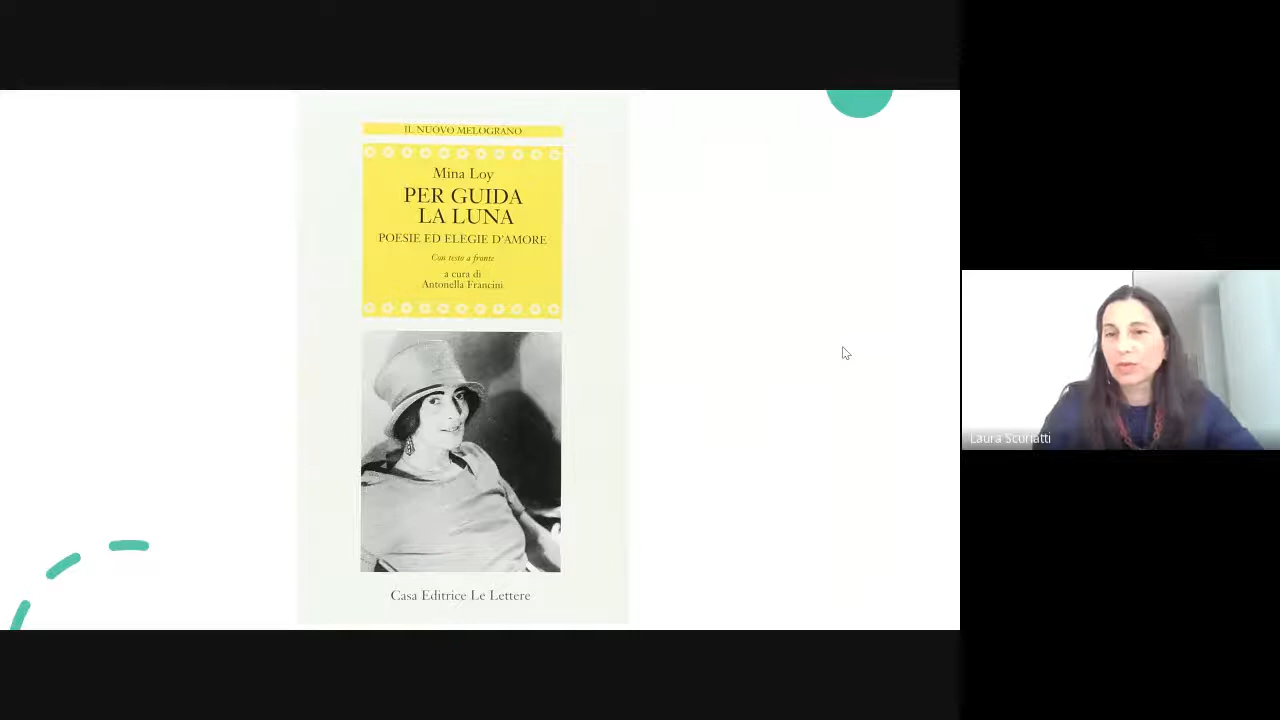 IL NUOVO MELOGRANO
Mina Loy
PER GUIDA
LA LUNA
POESIE ED ELEGIE D'AMORE
Con testo a fronte
a cura di
Antonella Francini
Casa Editrice Le Lettere
Laura Scuriatti